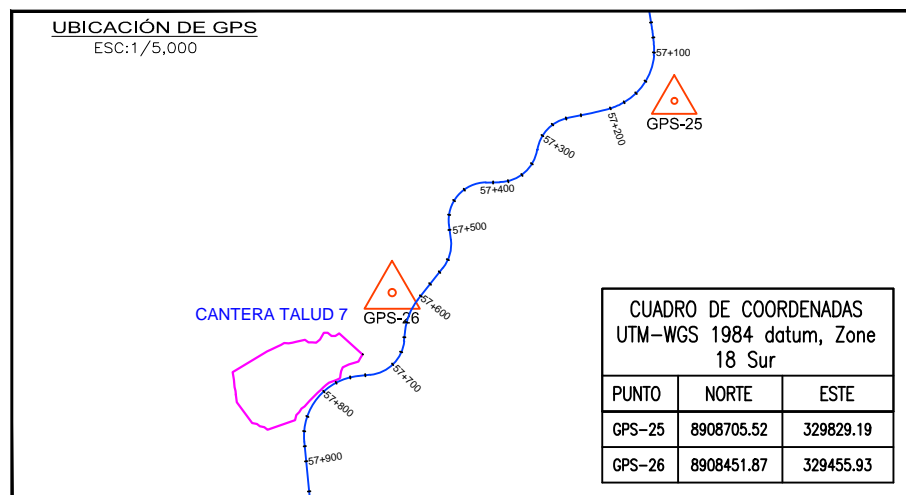 UBICACIÓN DE GPS
ESC:1/5,000
57+100
GPS-25
57+200
57+300
57+400
57+500
57+600
GPS-26
CANTERA TALUD 7
57+700
57+800
57+900
CUADRO DE COORDENADAS
UTM-WGS 1984 datum, Zone
18 Sur
PUNTO NORTE ESTE
GPS-25 8908705.52 329829.19
GPS-26 8908451.87 329455.93